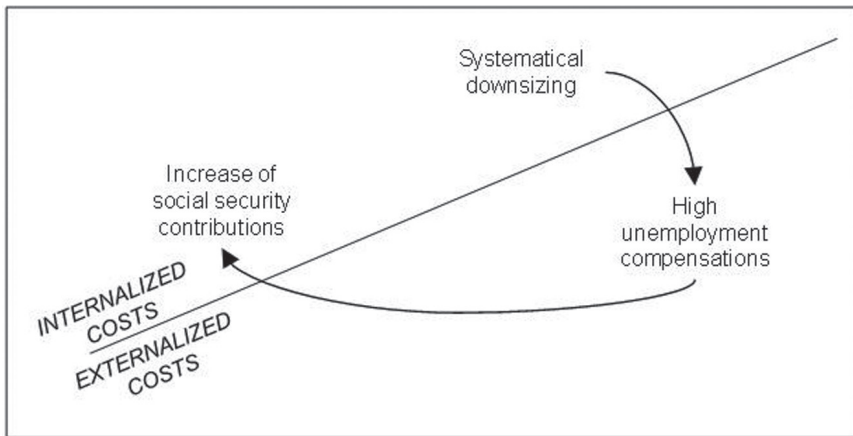 Systematical
downsizing
Increase of
social security
contributions
High
unemployment
compensations
INTERNALIZED
COSTS
EXTERNALIZED
COSTS